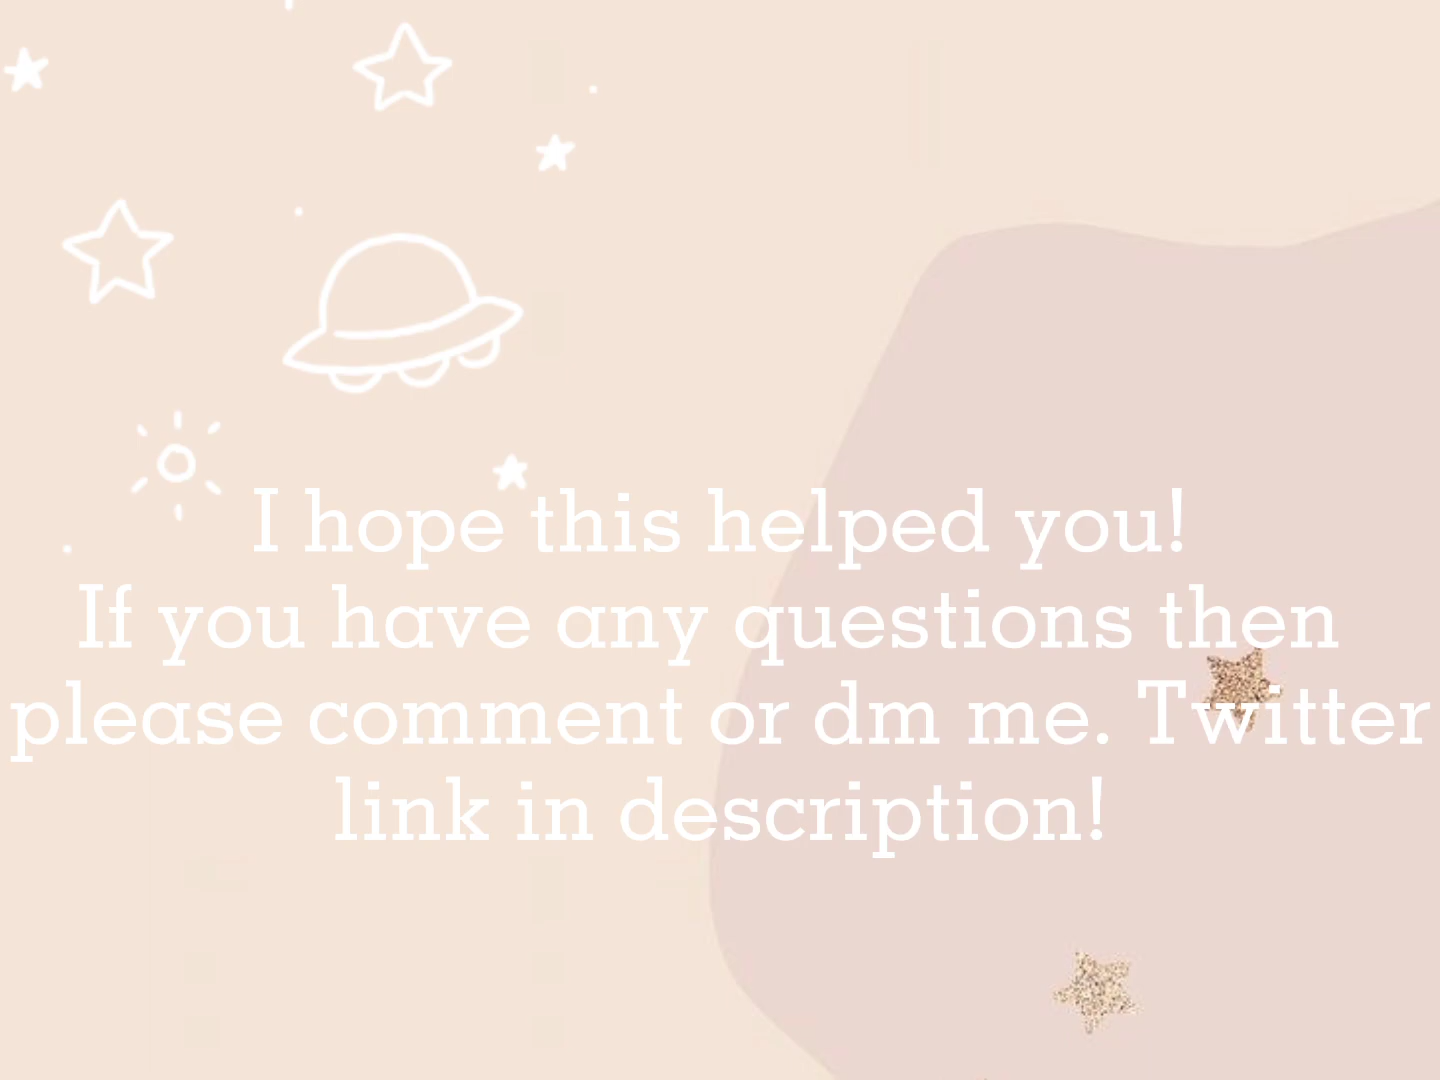 I hope this helped you!
If you have any questions then
please comment or dm me. Twitter
link in description!